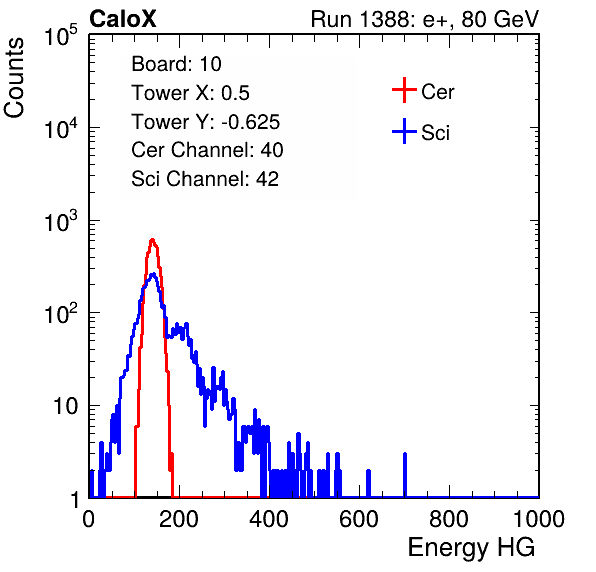 CaloX Run 1388: e+, 80 GeV
Counts
Board: 10
Tower X: 0.5
Tower Y: -0.625
Cer Channel: 40
Sci Channel: 42
Cer
Sci
10^5
10^4
10^3
10^2
10
1
0 200 400 600 800 1000
Energy HG